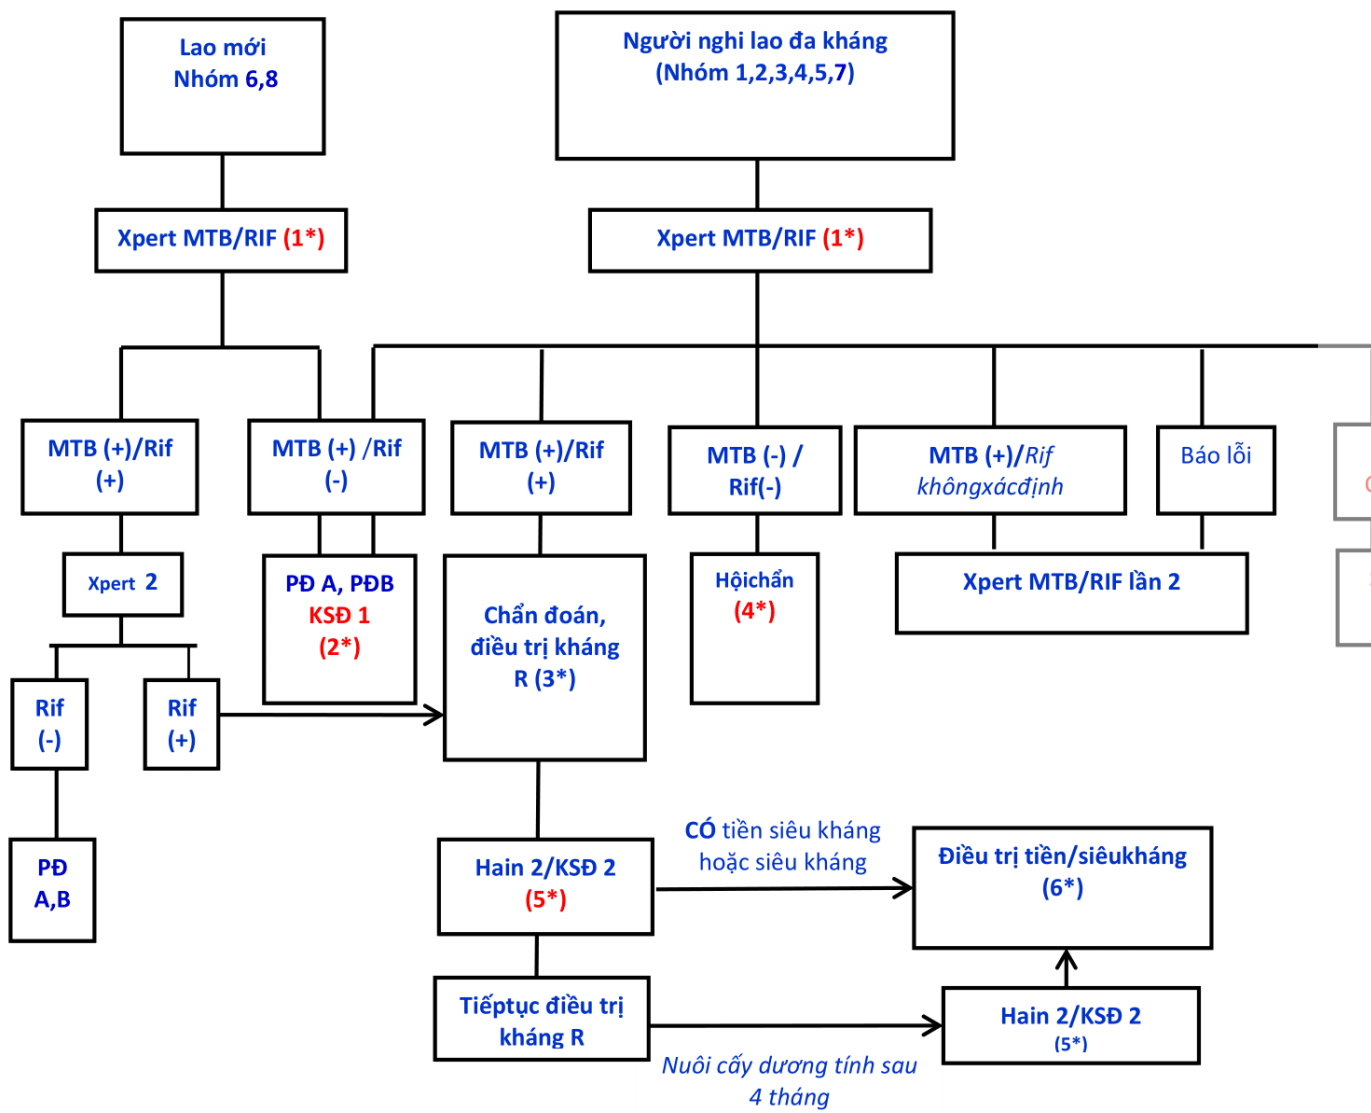 Lao mới
Nhóm 6,8
Người nghi lao đa kháng
(Nhóm 1,2,3,4,5,7)
Xpert MTB/RIF (1*)
Xpert MTB/RIF (1*)
MTB (+)/Rif
(+)
MTB (+) /Rif
(-)
MTB (+)/Rif
(+)
MTB (-) /
Rif(-)
MTB (+)/Rif
khôngxácđịnh
Báo lỗi
Xpert 2
PĐ A, PĐB
KSĐ 1
(2*)
Chẩn đoán,
điều trị kháng
R (3*)
Hộichẩn
(4*)
Xpert MTB/RIF lần 2
Rif
(-)
Rif
(+)
PĐ
A,B
Hain 2/KSĐ 2
(5*)
CÓ tiền siêu kháng
hoặc siêu kháng
Điều trị tiền/siêukháng
(6*)
Tiếptục điều trị
kháng R
Nuôi cấy dương tính sau
4 tháng
Hain 2/KSĐ 2
(5*)